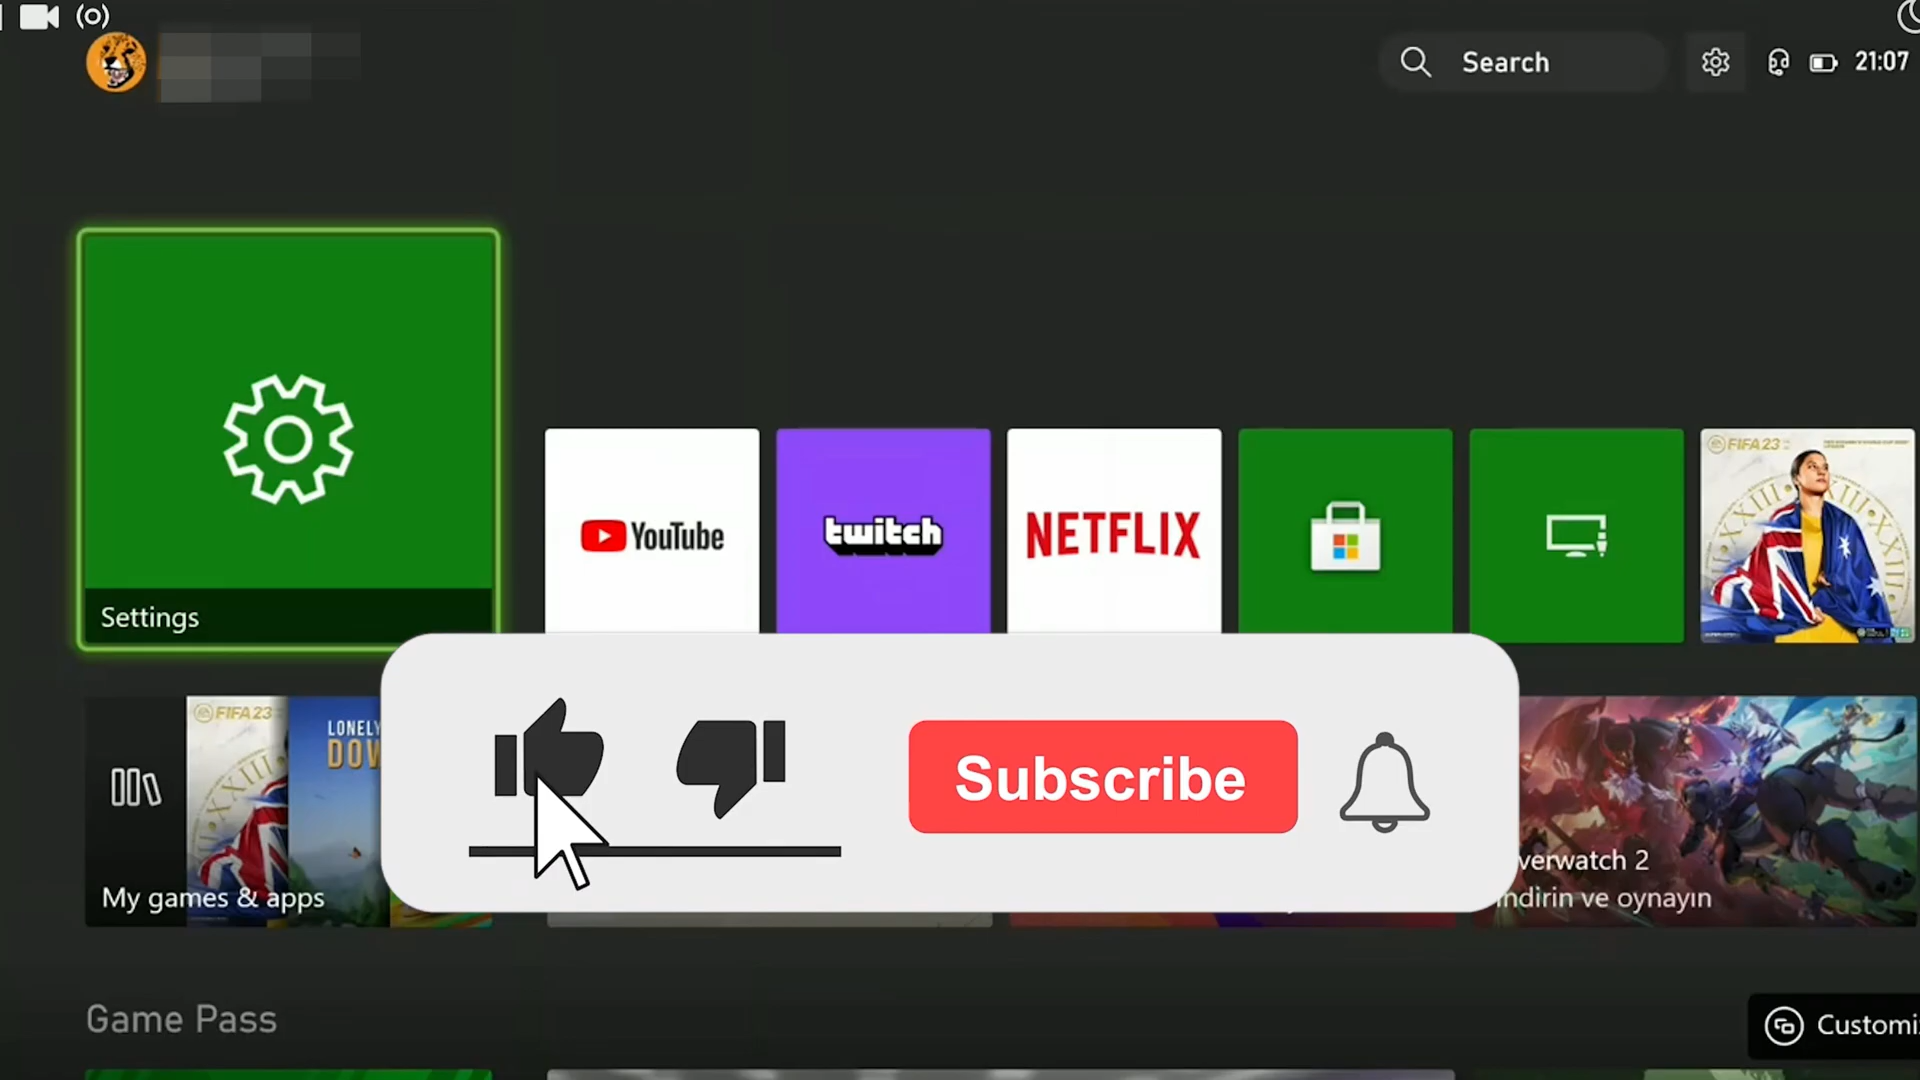 Search
21:07
Settings
YouTube
twitch
NETFLIX
FIFA 23
FIFA 23
LONELY
DOW
My games & apps
Subscribe
verwatch 2
ndirin ve oynayın
Game Pass
Customi